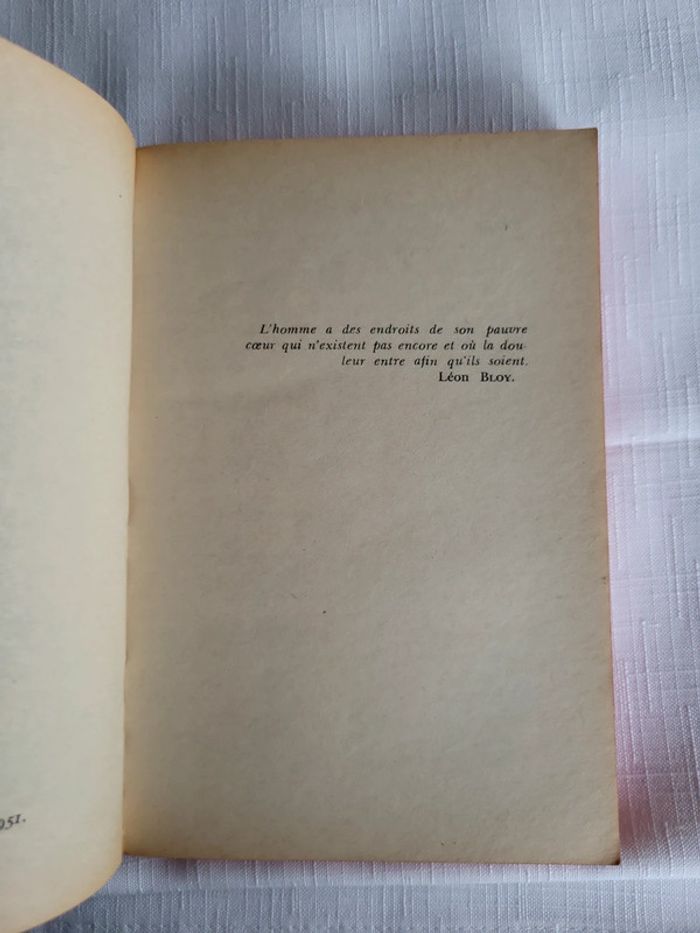 951.
L'homme a des endroits de son pauvre
cœur qui n'existent pas encore et où la dou-
leur entre afin qu'ils soient.
Léon BLOY.